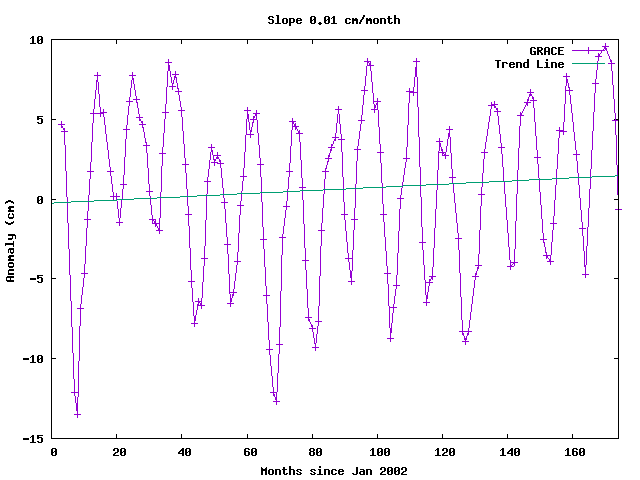 Slope 0.01 cm/month
10
5
0
-5
-10
-15
Anomaly (cm)
GRACE
Trend Line
0 20 40 60 80 100 120 140 160
Months since Jan 2002